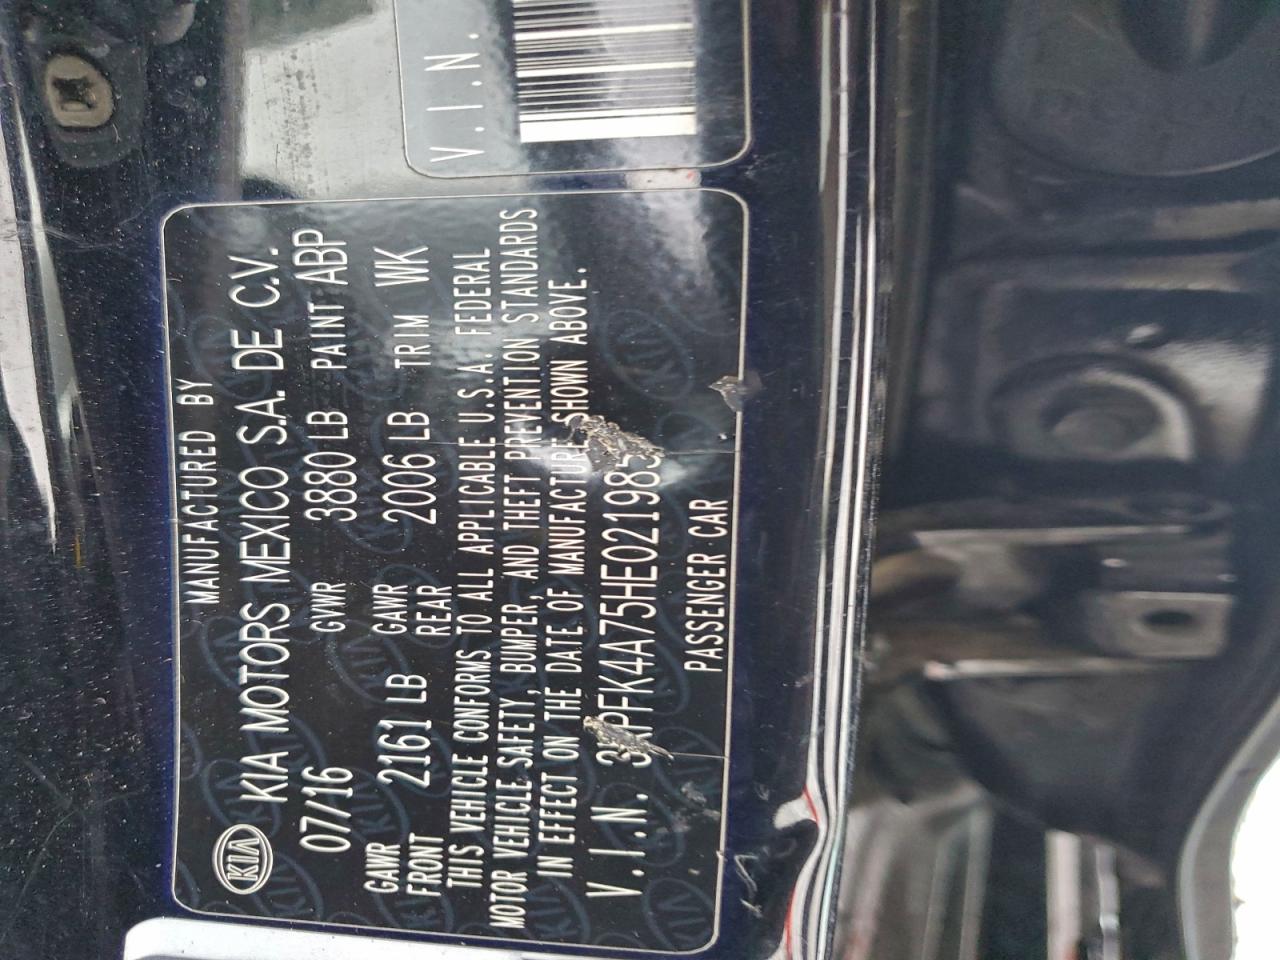 V.I.N.
MANUFACTURED BY
KIA KIA MOTORS MEXICO S.A. DE C.V.
07/16 GVWR 3880 LB PAINT ABP
GAWR FRONT 2161 LB GAWR REAR 2006 LB TRIM WK
THIS VEHICLE CONFORMS TO ALL APPLICABLE U.S.A. FEDERAL
MOTOR VEHICLE SAFETY, BUMPER, AND THEFT PREVENTION STANDARDS
IN EFFECT ON THE DATE OF MANUFACTURE SHOWN ABOVE.
V.I.N. 3KPFK4A75HE021985
PASSENGER CAR